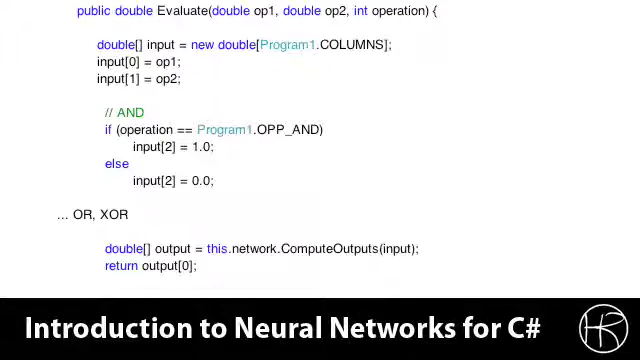 public double Evaluate(double op1, double op2, int operation) {
double[] input = new double[Program1.COLUMNS];
input[0] = op1;
input[1] = op2;
// AND
if (operation == Program1.OPP_AND)
input[2] = 1.0;
else
input[2] = 0.0;
... OR, XOR
double[] output = this.network.ComputeOutputs(input);
return output[0];
Introduction to Neural Networks for C#